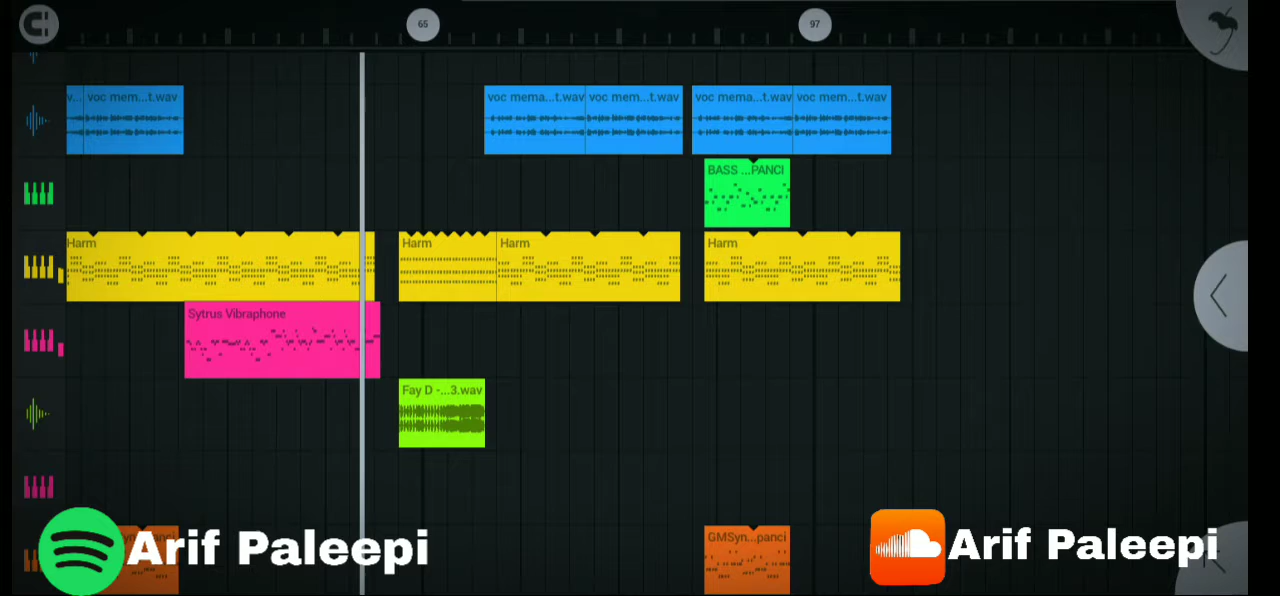 65
97
v... voc mem...t.wav
voc mema...t.wav voc mem...t.wav
voc mema...t.wav voc mem...t.wav
BASS ...PANCI
Harm
Harm
Harm
Harm
Sytrus Vibraphone
Fay D -...3.wav
GMSyn...panci
Arif Paleepi
Arif Paleepi